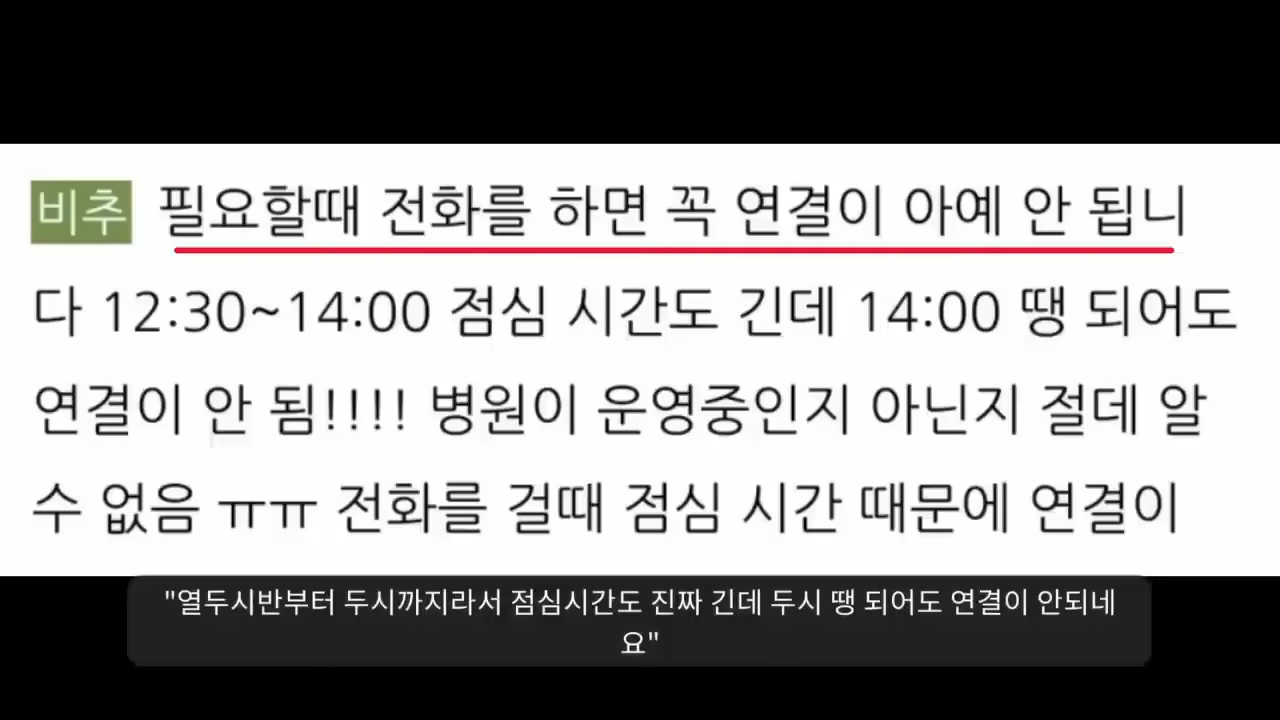 비추 필요할때 전화를 하면 꼭 연결이 아예 안 됩니
다 12:30~14:00 점심 시간도 긴데 14:00 땡 되어도
연결이 안 됨!!!! 병원이 운영중인지 아닌지 절데 알
수 없음 ㅠㅠ 전화를 걸때 점심 시간 때문에 연결이
"열두시반부터 두시까지라서 점심시간도 진짜 긴데 두시 땡 되어도 연결이 안되네
요"